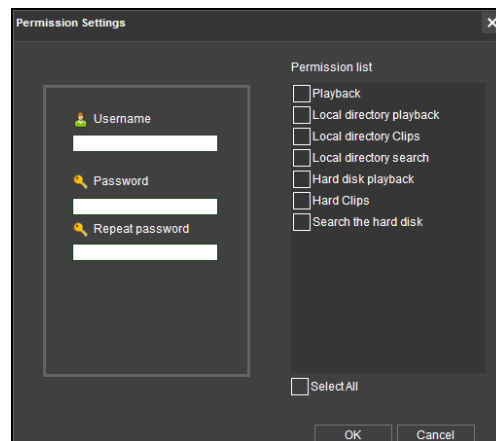 Permission Settings
Username
Password
Repeat password
Permission list
Playback
Local directory playback
Local directory Clips
Local directory search
Hard disk playback
Hard Clips
Search the hard disk
Select All
OK
Cancel